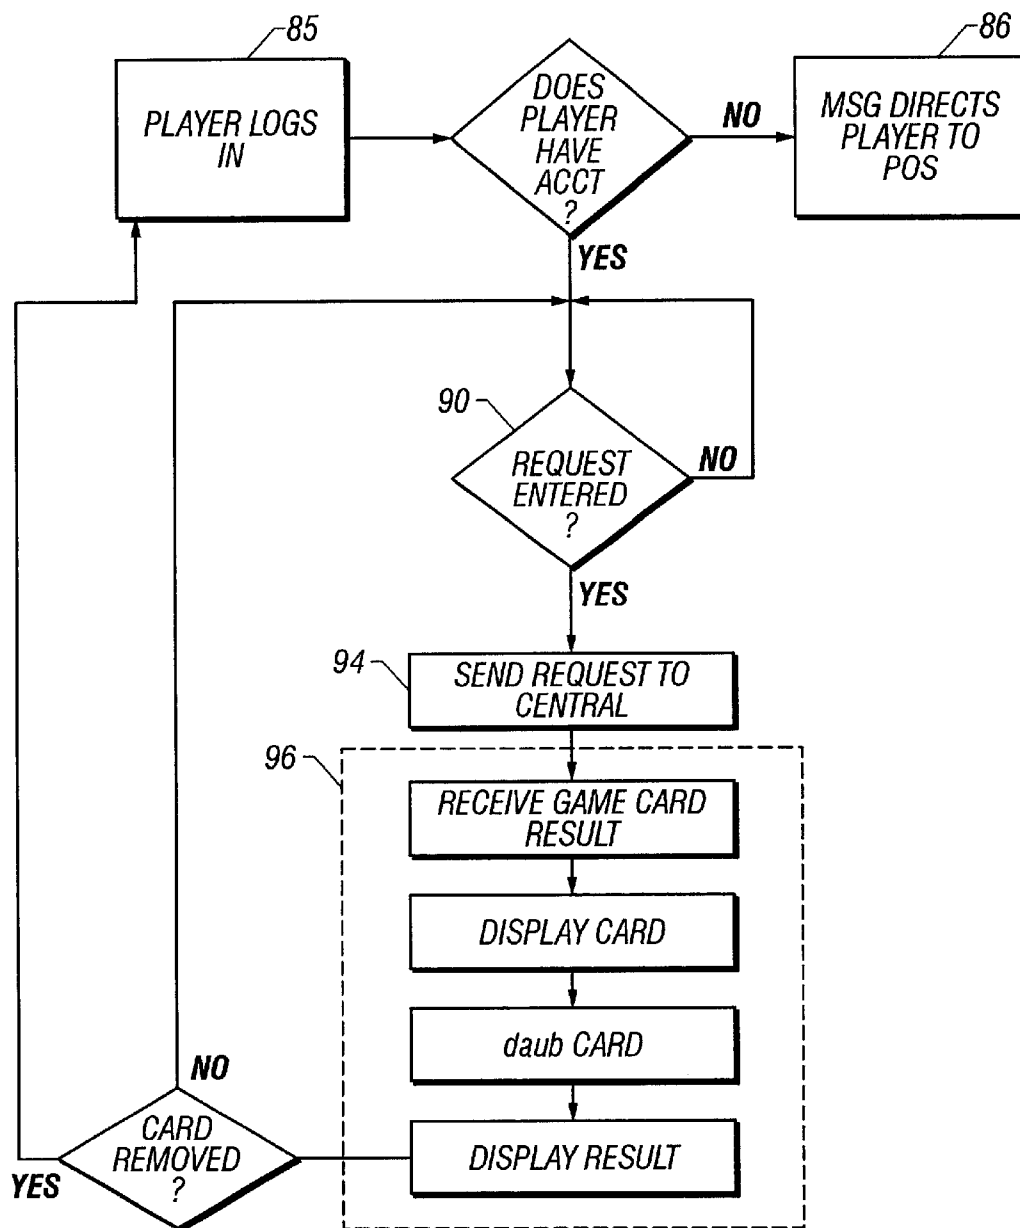 85
PLAYER LOGS
IN
DOES
PLAYER
HAVE
ACCT
?
NO
86
MSG DIRECTS
PLAYER TO
POS
YES
90
REQUEST
ENTERED
?
NO
YES
94
SEND REQUEST TO
CENTRAL
96
RECEIVE GAME CARD
RESULT
DISPLAY CARD
daub CARD
DISPLAY RESULT
NO
CARD
REMOVED
?
YES